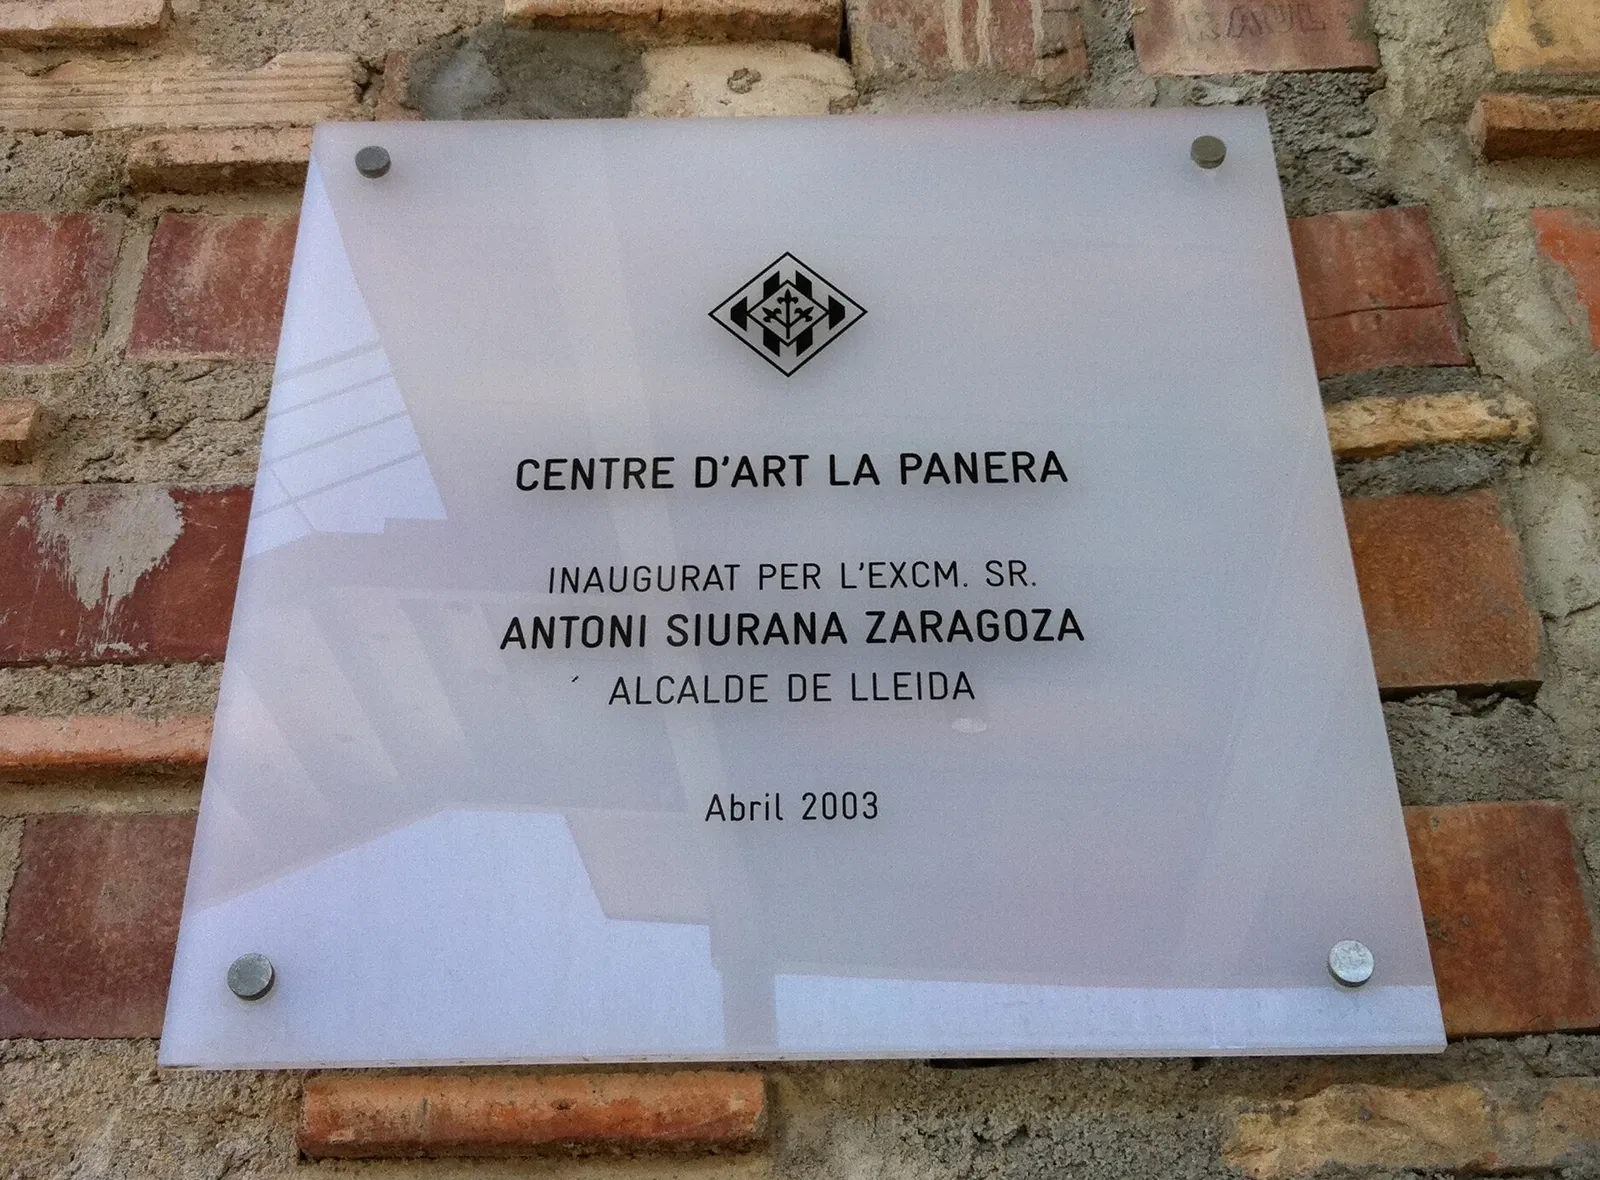 CENTRE D'ART LA PANERA
INAUGURAT PER L'EXCM. SR.
ANTONI SIURANA ZARAGOZA
ALCALDE DE LLEIDA
Abril 2003